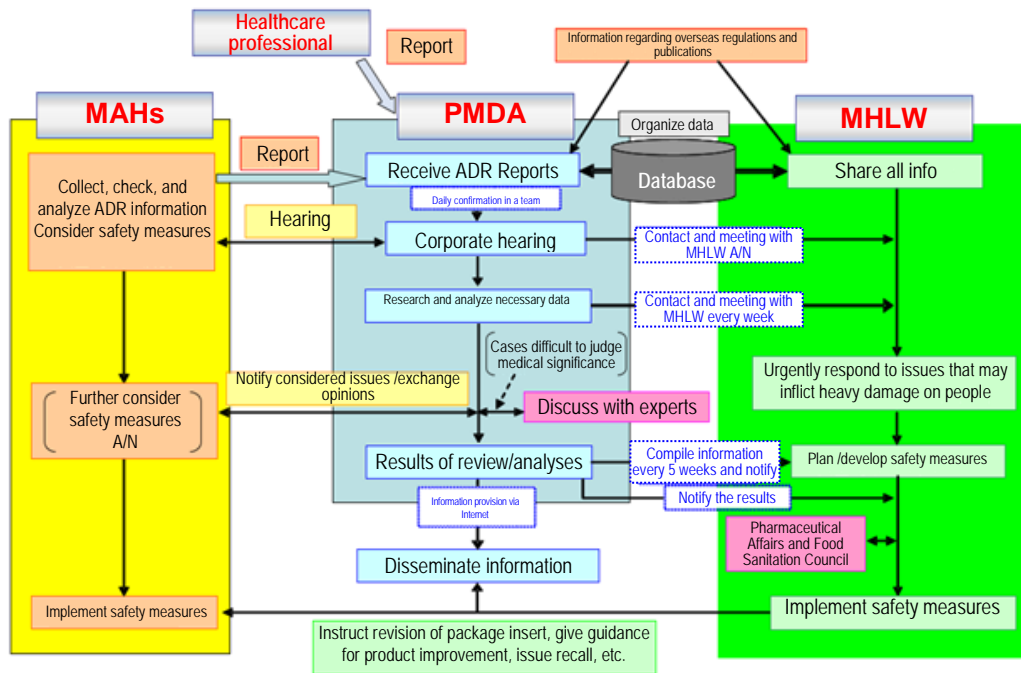 Healthcare
professional
Report
Information regarding overseas regulations and
publications
MAHs
PMDA
MHLW
Organize data
Database
Report
Collect, check, and
analyze ADR information
Consider safety measures
Receive ADR Reports
Share all info
Daily confirmation in a team
Hearing
Corporate hearing
Contact and meeting with
MHLW A/N
Research and analyze necessary data
Contact and meeting with
MHLW every week
Cases difficult to judge
medical significance
Urgently respond to issues that may
inflict heavy damage on people
Notify considered issues /exchange
opinions
Further consider
safety measures
A/N
Discuss with experts
Results of review/analyses
Compile information
every 5 weeks and notify
Plan /develop safety measures
Notify the results
Information provision via
Internet
Pharmaceutical
Affairs and Food
Sanitation Council
Disseminate information
Implement safety measures
Implement safety measures
Instruct revision of package insert, give guidance
for product improvement, issue recall, etc.